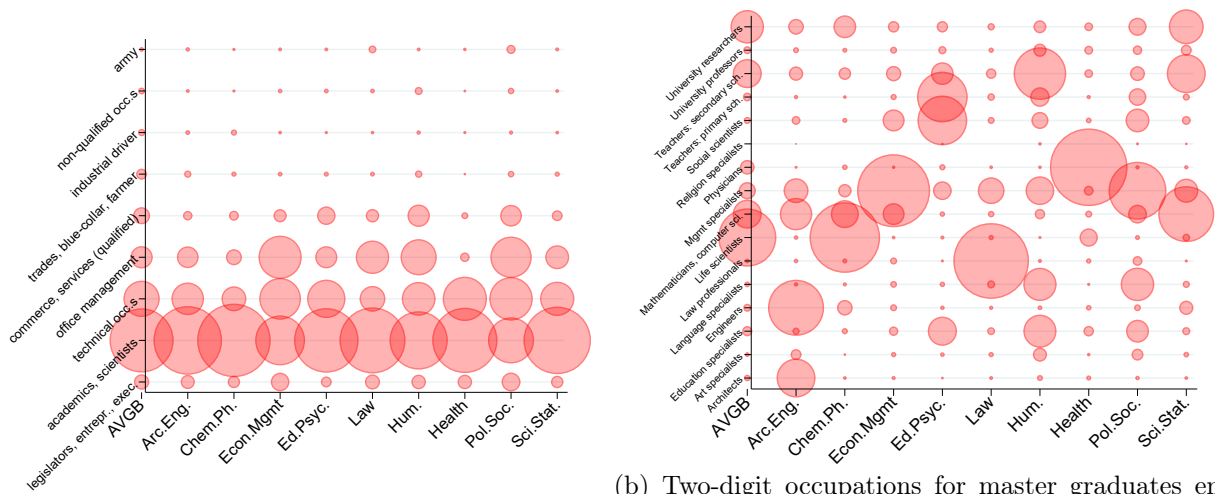 army
non-qualified occ.s
industrial driver
trades, blue-collar, farmer
commerce, services (qualified)
office management
technical occ.s
academics, scientists
legislators, entrepr., exec.
AVGB
Arc.Eng.
Chem.Ph.
Econ.Mgmt
Ed.Psyc.
Law
Hum.
Health
Pol.Soc.
Sci.Stat.
University researchers
University professors
Teachers: secondary sch.
Teachers: primary sch.
Social scientists
Religion specialists
Physicians
Mgmt specialists
Mathematicians, computer sci.
Life scientists
Law professionals
Language specialists
Engineers
Education specialists
Art specialists
Architects
AVGB
Arc.Eng.
Chem.Ph.
Econ.Mgmt
Ed.Psyc.
Law
Hum.
Health
Pol.Soc.
Sci.Stat.
(b) Two-digit occupations for master graduates